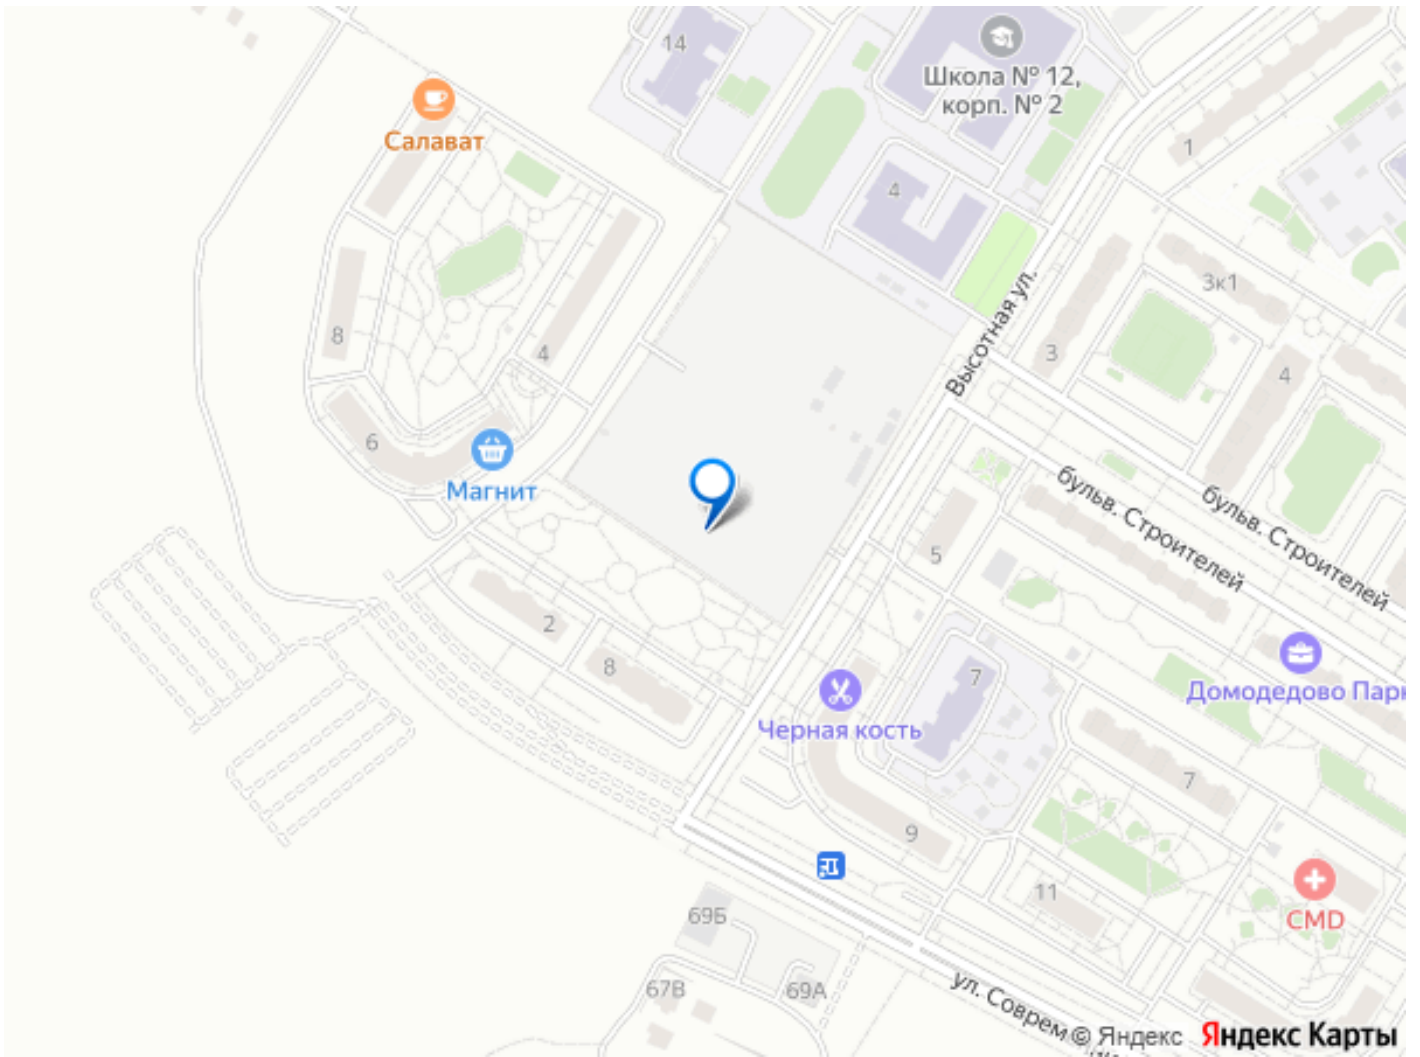 14
Школа № 12,
корп. № 2
Салават
1
4
Высотная ул.
3к1
8
4
3
4
6
Магнит
бульв. Строителей
бульв. Строителей
5
2
8
7
Домодедово Парк
Черная кость
7
9
11
CMD
69Б
67В
69А
ул. Соврем
© Яндекс Яндекс Карты